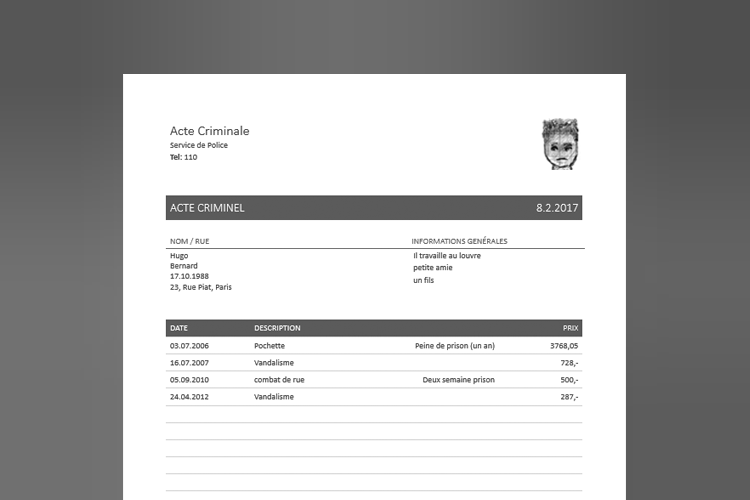 Acte Criminale
Service de Police
Tel: 110
ACTE CRIMINEL 8.2.2017
NOM / RUE INFORMATIONS GENÉRALES
Hugo Il travaille au louvre
Bernard petite amie
17.10.1988 un fils
23, Rue Piat, Paris
DATE DESCRIPTION PRIX
03.07.2006 Pochette Peine de prison (un an) 3768,05
16.07.2007 Vandalisme 728,-
05.09.2010 combat de rue Deux semaine prison 500,-
24.04.2012 Vandalisme 287,-